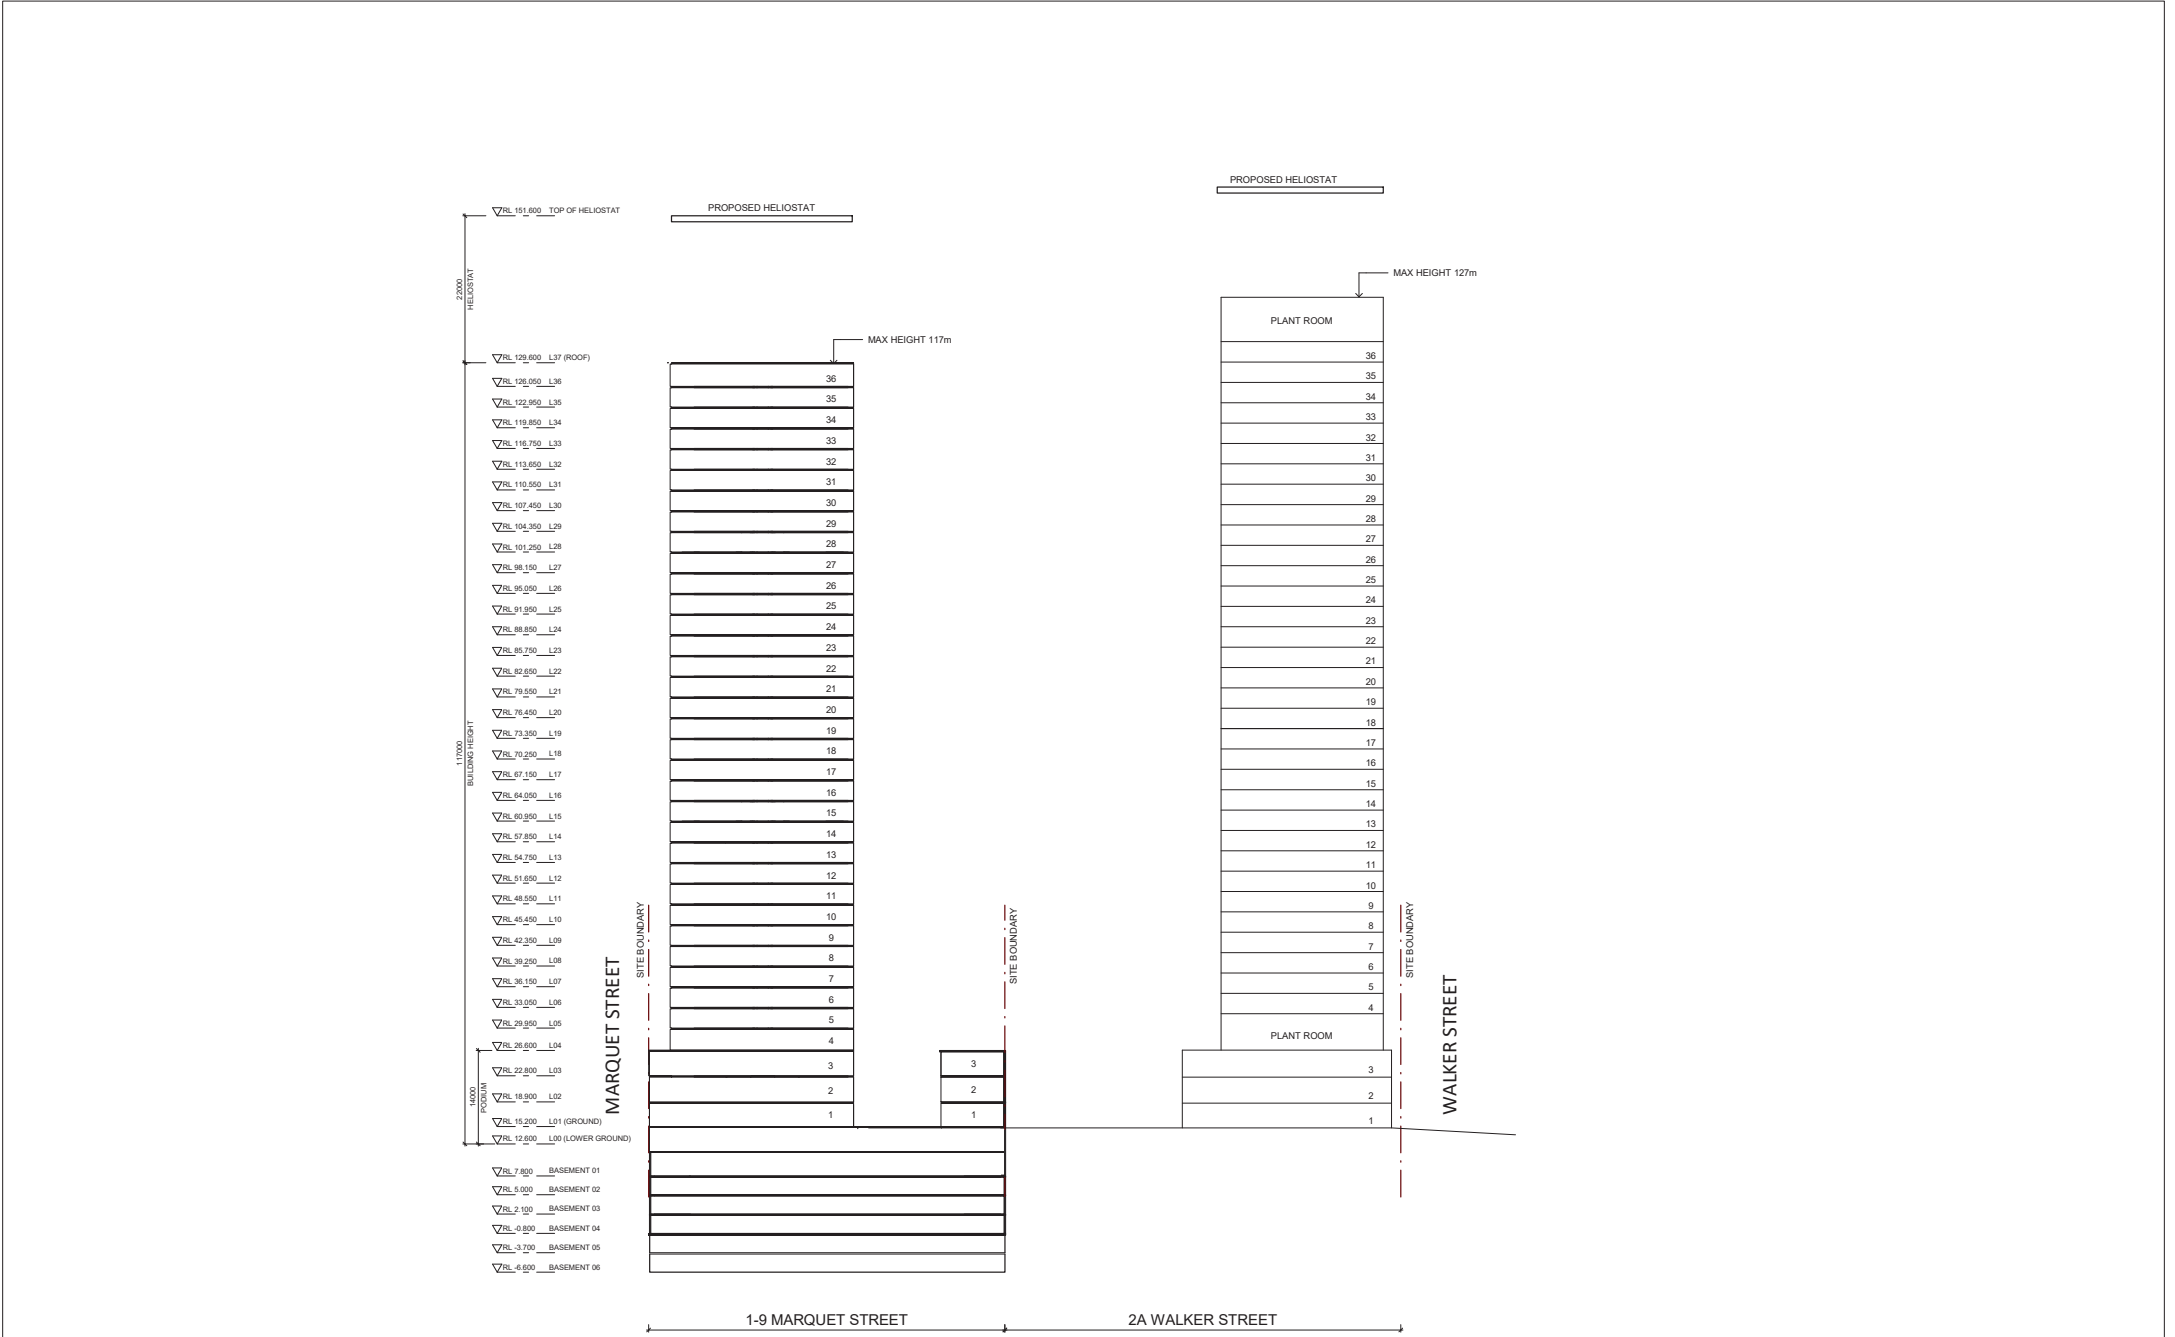 PROPOSED HELIOSTAT
PROPOSED HELIOSTAT
RL 151.600 TOP OF HELIOSTAT
22000
HELIOSTAT
MAX HEIGHT 127m
MAX HEIGHT 117m
RL 129.600 L37 (ROOF)
RL 126.050 L36
RL 122.950 L35
RL 119.850 L34
RL 116.750 L33
RL 113.650 L32
RL 110.550 L31
RL 107.450 L30
RL 104.350 L29
RL 101.250 L28
RL 98.150 L27
RL 95.050 L26
RL 91.950 L25
RL 88.850 L24
RL 85.750 L23
RL 82.650 L22
RL 79.550 L21
RL 76.450 L20
RL 73.350 L19
RL 70.250 L18
RL 67.150 L17
RL 64.050 L16
RL 60.950 L15
RL 57.850 L14
RL 54.750 L13
RL 51.650 L12
RL 48.550 L11
RL 45.450 L10
RL 42.350 L09
RL 39.250 L08
RL 36.150 L07
RL 33.050 L06
RL 29.950 L05
RL 26.600 L04
RL 22.800 L03
RL 18.900 L02
RL 15.200 L01 (GROUND)
RL 12.600 L00 (LOWER GROUND)
RL 7.800 BASEMENT 01
RL 5.000 BASEMENT 02
RL 2.100 BASEMENT 03
RL -0.800 BASEMENT 04
RL -3.700 BASEMENT 05
RL -6.600 BASEMENT 06
117000
BUILDING HEIGHT
14000
PODIUM
MARQUET STREET
SITE BOUNDARY
36
35
34
33
32
31
30
29
28
27
26
25
24
23
22
21
20
19
18
17
16
15
14
13
12
11
10
9
8
7
6
5
4
3
2
1
3
2
1
SITE BOUNDARY
PLANT ROOM
36
35
34
33
32
31
30
29
28
27
26
25
24
23
22
21
20
19
18
17
16
15
14
13
12
11
10
9
8
7
6
5
4
PLANT ROOM
3
2
1
SITE BOUNDARY
WALKER STREET
1-9 MARQUET STREET
2A WALKER STREET